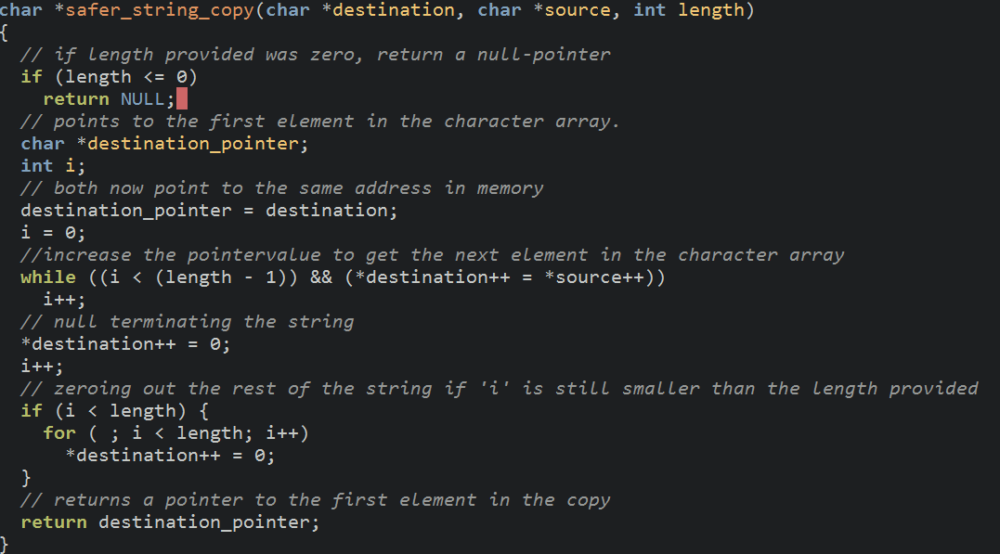 char *safer_string_copy(char *destination, char *source, int length)
{
  // if length provided was zero, return a null-pointer
  if (length <= 0)
    return NULL;
  // points to the first element in the character array.
  char *destination_pointer;
  int i;
  // both now point to the same address in memory
  destination_pointer = destination;
  i = 0;
  //increase the pointervalue to get the next element in the character array
  while ((i < (length - 1)) && (*destination++ = *source++))
    i++;
  // null terminating the string
  *destination++ = 0;
  i++;
  // zeroing out the rest of the string if 'i' is still smaller than the length provided
  if (i < length) {
    for ( ; i < length; i++)
      *destination++ = 0;
  }
  // returns a pointer to the first element in the copy
  return destination_pointer;
}